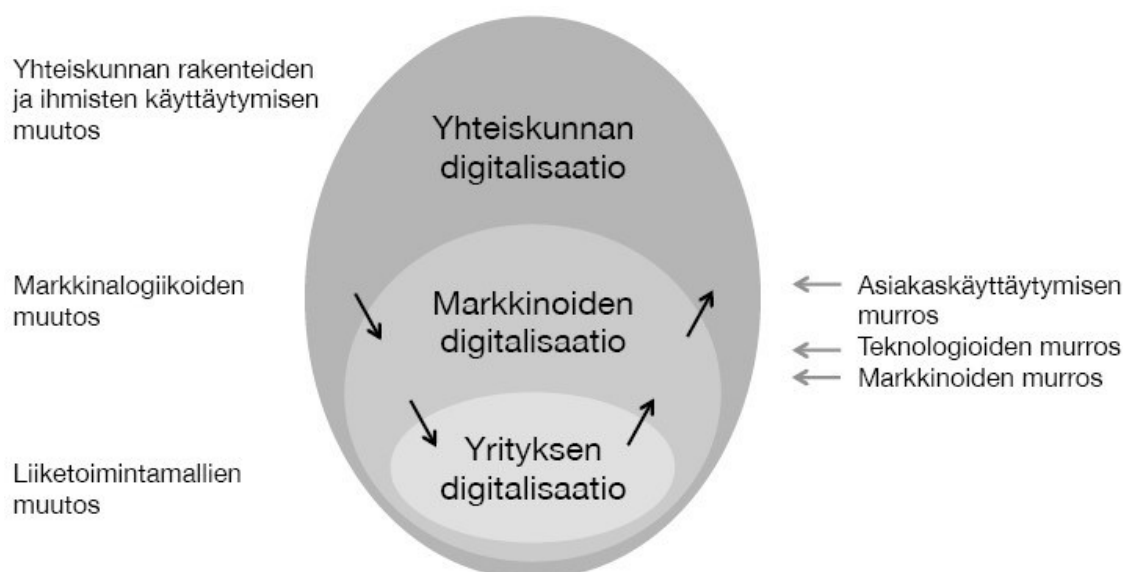 Yhteiskunnan rakenteiden
ja ihmisten käyttäytymisen
muutos
Yhteiskunnan
digitalisaatio
Markkinalogiikoiden
muutos
Markkinoiden
digitalisaatio
Asiakaskäyttäytymisen
murros
Teknologioiden murros
Markkinoiden murros
Liiketoimintamallien
muutos
Yrityksen
digitalisaatio